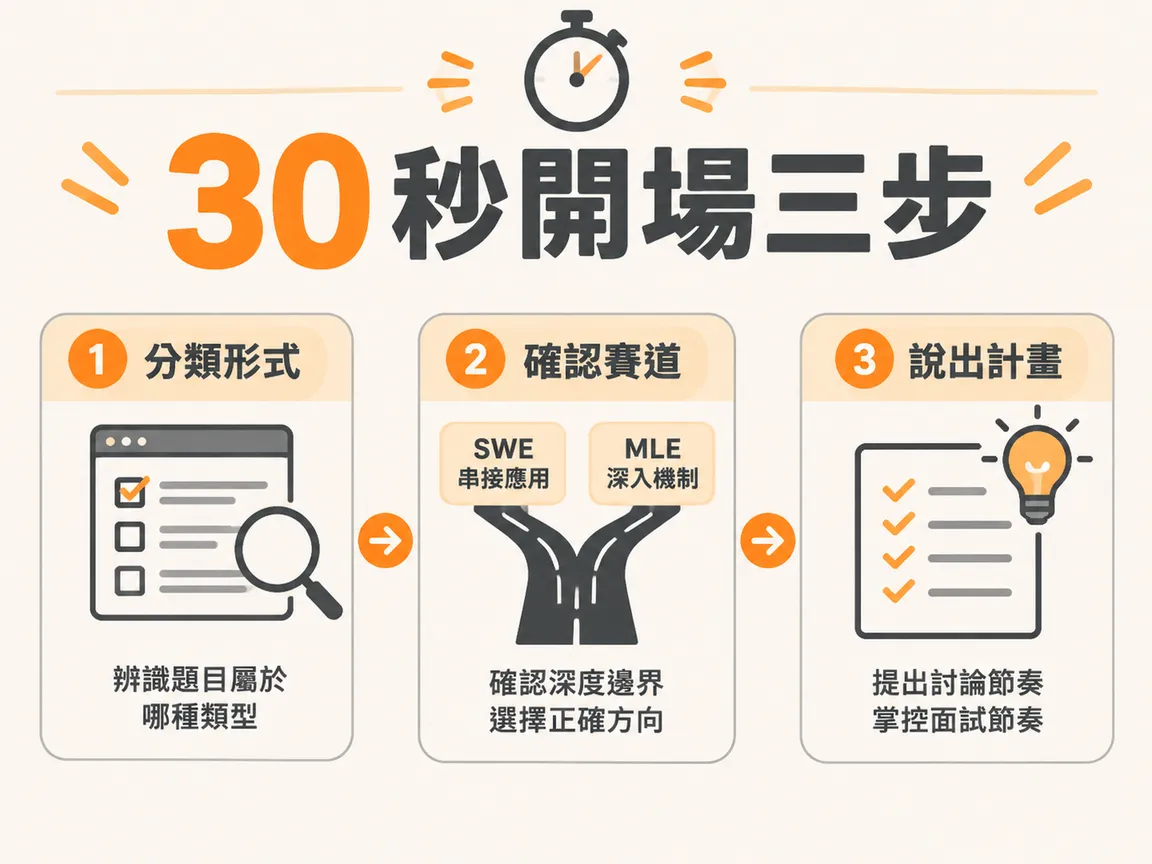 30秒開場三步
1 分類形式
辨識題目屬於
哪種類型
2 確認賽道
SWE
串接應用
MLE
深入機制
確認深度邊界
選擇正確方向
3 說出計畫
提出討論節奏
掌控面試節奏